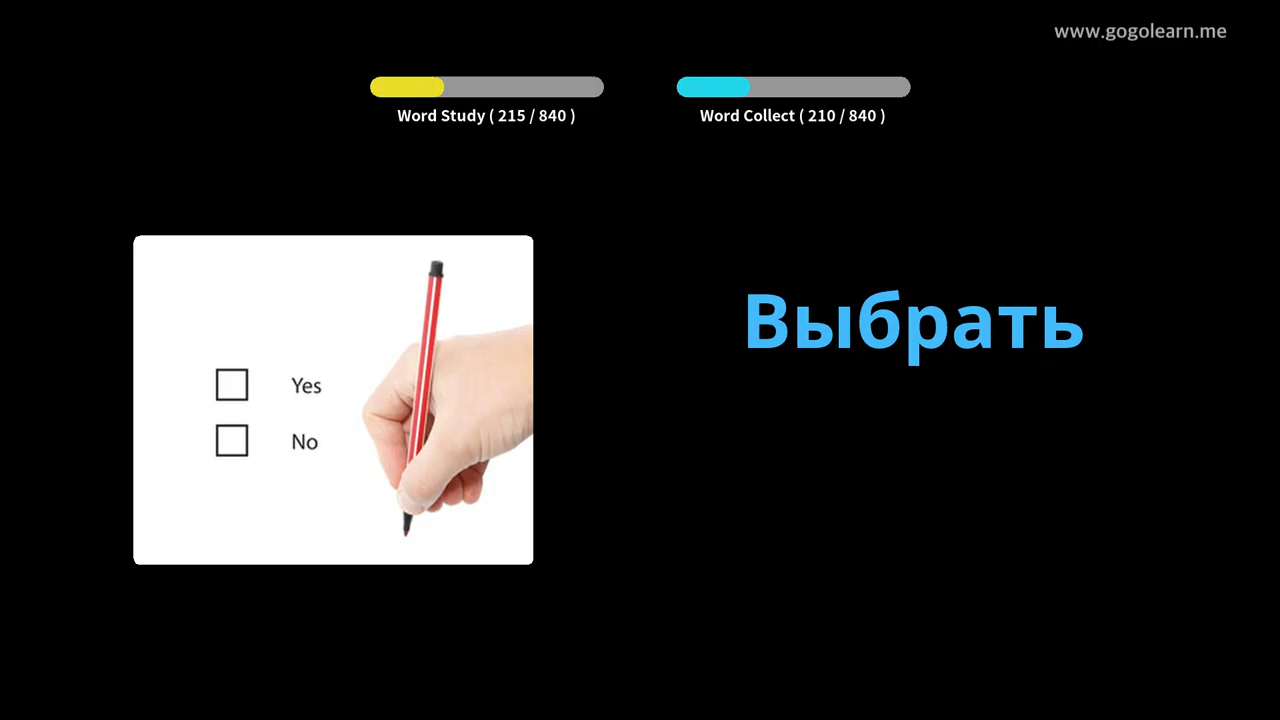 www.gogolearn.me
Word Study ( 215 / 840 )
Word Collect ( 210 / 840 )
Yes
No
Выбрать